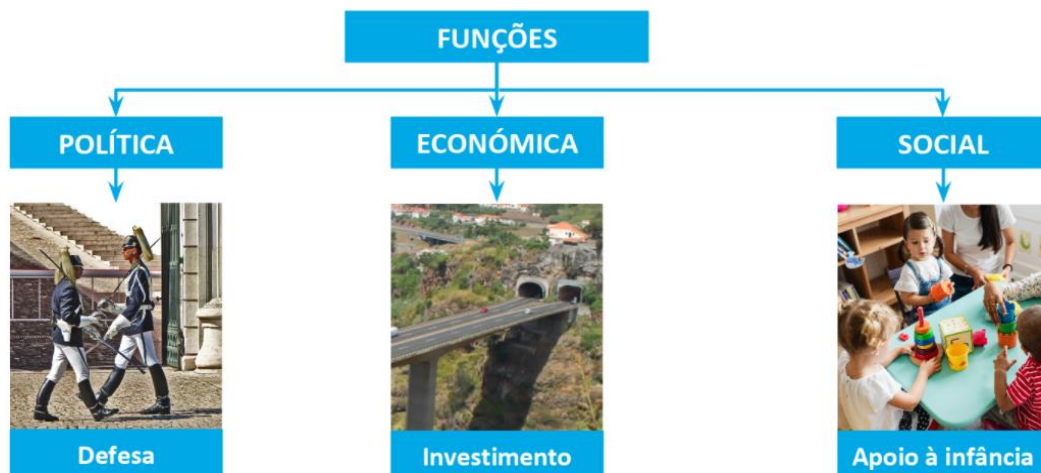 FUNÇÕES
POLÍTICA
ECONÓMICA
SOCIAL
Defesa
Investimento
Apoio à infância